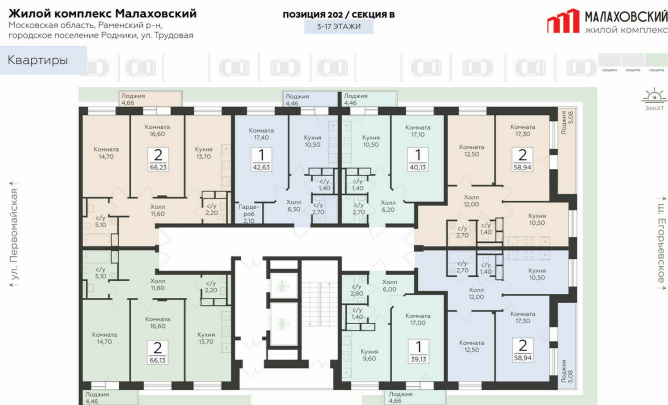 Жилой комплекс Малаховский
Московская область, Раменский р-н,
городское поселение Родники, ул. Трудовая
ПОЗИЦИЯ 202 / СЕКЦИЯ В
3-17 ЭТАЖИ
МАЛАХОВСКИЙ
жилой комплекс
Квартиры
ЗАКАТ
ул. Первомайская
ш. Егорьевское
Лоджия
4,66
Комната
14,70
Комната
16,60
2
66,23
Кухня
13,70
Холл
11,60
с/у
5,10
с/у
2,20
Лоджия
4,46
Комната
17,40
1
42,63
Кухня
10,50
с/у
1,40
с/у
2,70
Холл
6,30
Гарде-
роб
2,10
Лоджия
4,46
Кухня
10,50
Комната
17,10
1
40,13
с/у
1,40
с/у
2,70
Холл
6,20
Комната
12,50
Комната
17,30
2
58,94
Лоджия
5,08
Холл
12,00
с/у
2,70
с/у
1,40
Кухня
10,50
с/у
5,10
Холл
11,60
с/у
2,20
Комната
14,70
Комната
16,60
Кухня
13,70
2
66,13
Лоджия
4,46
с/у
2,80
Холл
6,00
с/у
1,40
Комната
17,00
Кухня
9,60
1
39,13
Лоджия
4,66
с/у
2,70
с/у
1,40
Кухня
10,50
Холл
12,00
Комната
17,30
Комната
12,50
2
58,94
Лоджия
5,08